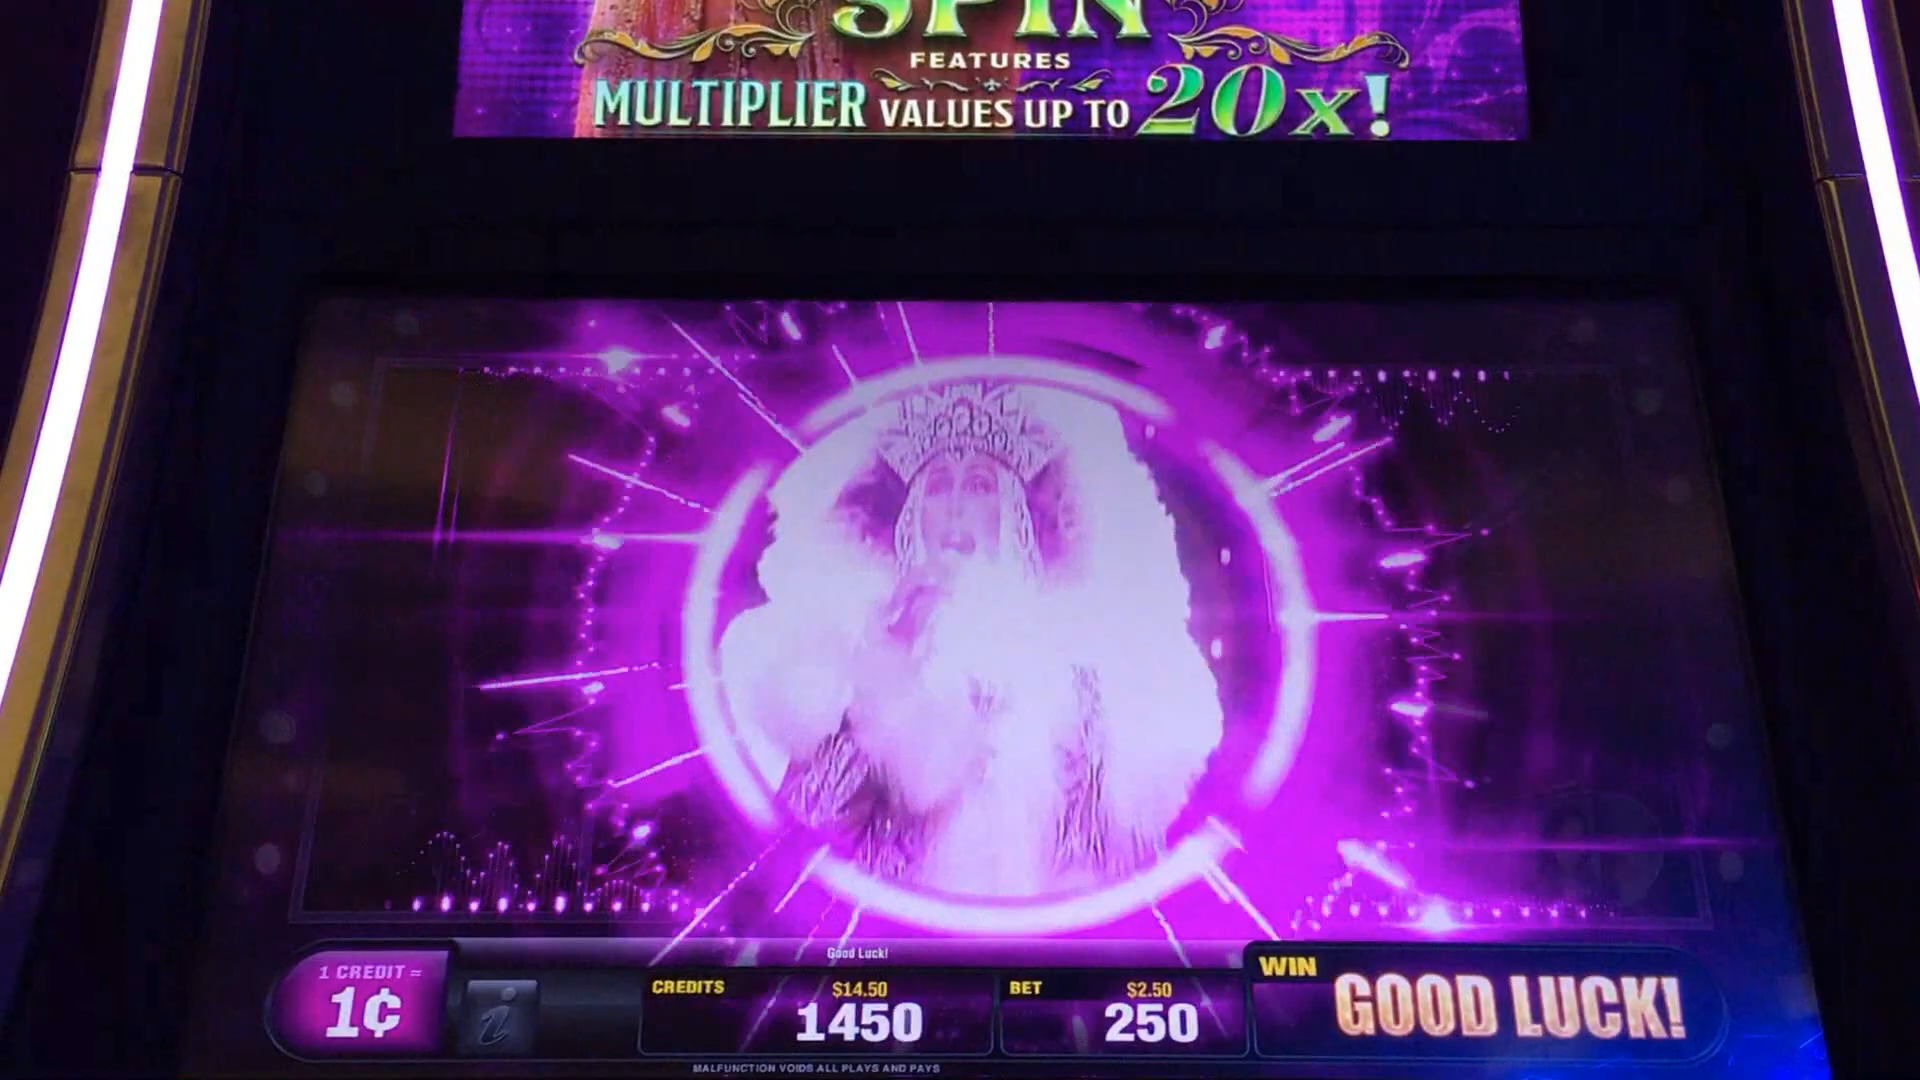 SPIN
FEATURES
MULTIPLIER VALUES UP TO 20x!
Good Luck!
1 CREDIT =
1¢
i
CREDITS
$14.50
1450
BET
$2.50
250
WIN
GOOD LUCK!
MALFUNCTION VOIDS ALL PLAYS AND PAYS